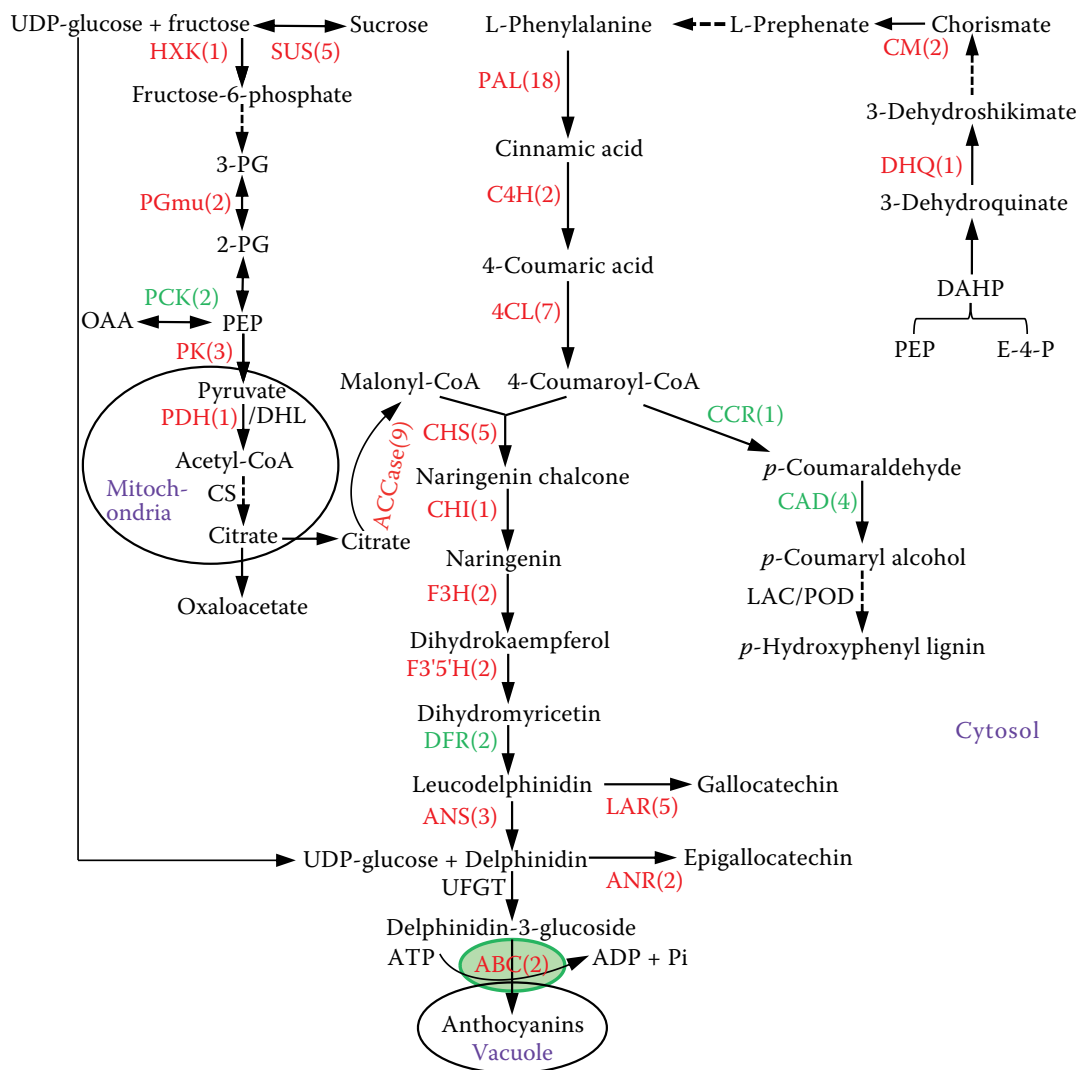 UDP-glucose + fructose
Sucrose
L-Phenylalanine
L-Prephenate
Chorismate
HXK(1)
SUS(5)
CM(2)
PAL(18)
Fructose-6-phosphate
3-Dehydroshikimate
Cinnamic acid
3-PG
DHQ(1)
C4H(2)
PGmu(2)
3-Dehydroquinate
2-PG
4-Coumaric acid
PCK(2)
DAHP
4CL(7)
OAA
PEP
PEP
E-4-P
PK(3)
Pyruvate
Malonyl-CoA
4-Coumaroyl-CoA
PDH(1)
/DHL
CCR(1)
CHS(5)
ACCase(9)
Acetyl-CoA
p-Coumaraldehyde
Naringenin chalcone
Mitoch-
ondria
CS
CAD(4)
CHI(1)
Citrate
Citrate
Naringenin
p-Coumaryl alcohol
F3H(2)
LAC/POD
Oxaloacetate
Dihydrokaempferol
p-Hydroxyphenyl lignin
F3'5'H(2)
Dihydromyricetin
Cytosol
DFR(2)
Leucodelphinidin
Gallocatechin
ANS(3)
LAR(5)
UDP-glucose + Delphinidin
Epigallocatechin
UFGT
ANR(2)
Delphinidin-3-glucoside
ATP
ABC(2)
ADP + Pi
Anthocyanins
Vacuole